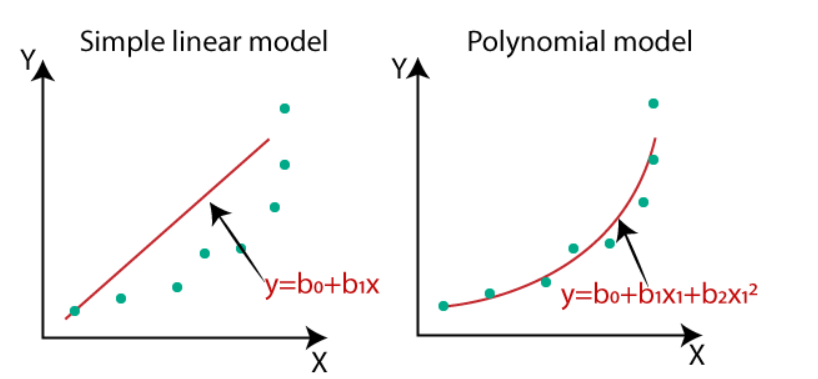 Simple linear model
Y
y=b₀+b₁x
X
Polynomial model
Y
y=b₀+b₁x₁+b₂x₁²
X